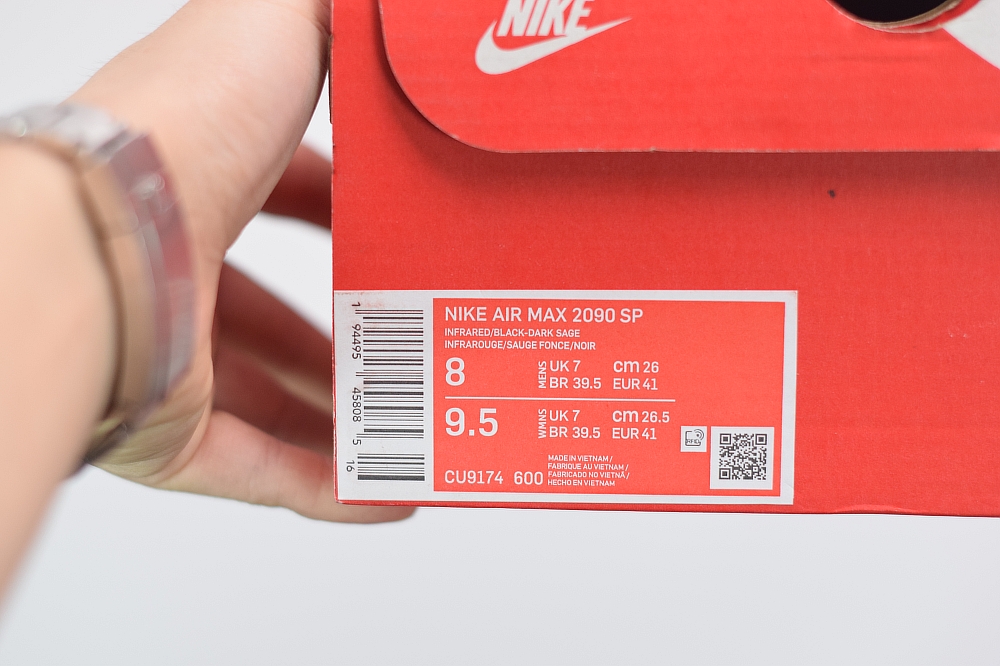 NIKE
NIKE AIR MAX 2090 SP
INFRARED/BLACK-DARK SAGE
INFRAROUGE/SAUGE FONCE/NOIR
8 MENS UK 7 cm 26
BR 39.5 EUR 41
9.5 WMNS UK 7 cm 26.5
BR 39.5 EUR 41
MADE IN VIETNAM /
FABRIQUE AU VIETNAM /
FABRICADO NO VIETNÃ /
HECHO EN VIETNAM
CU9174 600
RFID
1 94495 45808 5 16